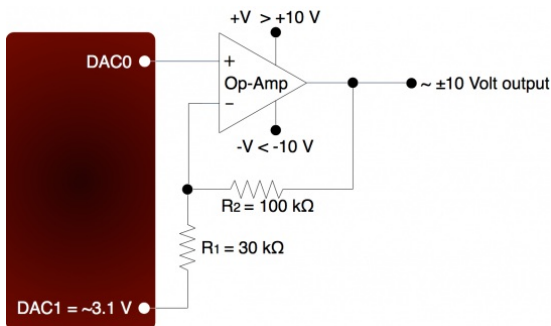 +V > +10 V
DAC0
+
Op-Amp
~ ±10 Volt output
−
-V < -10 V
R2 = 100 kΩ
R1 = 30 kΩ
DAC1 = ~3.1 V